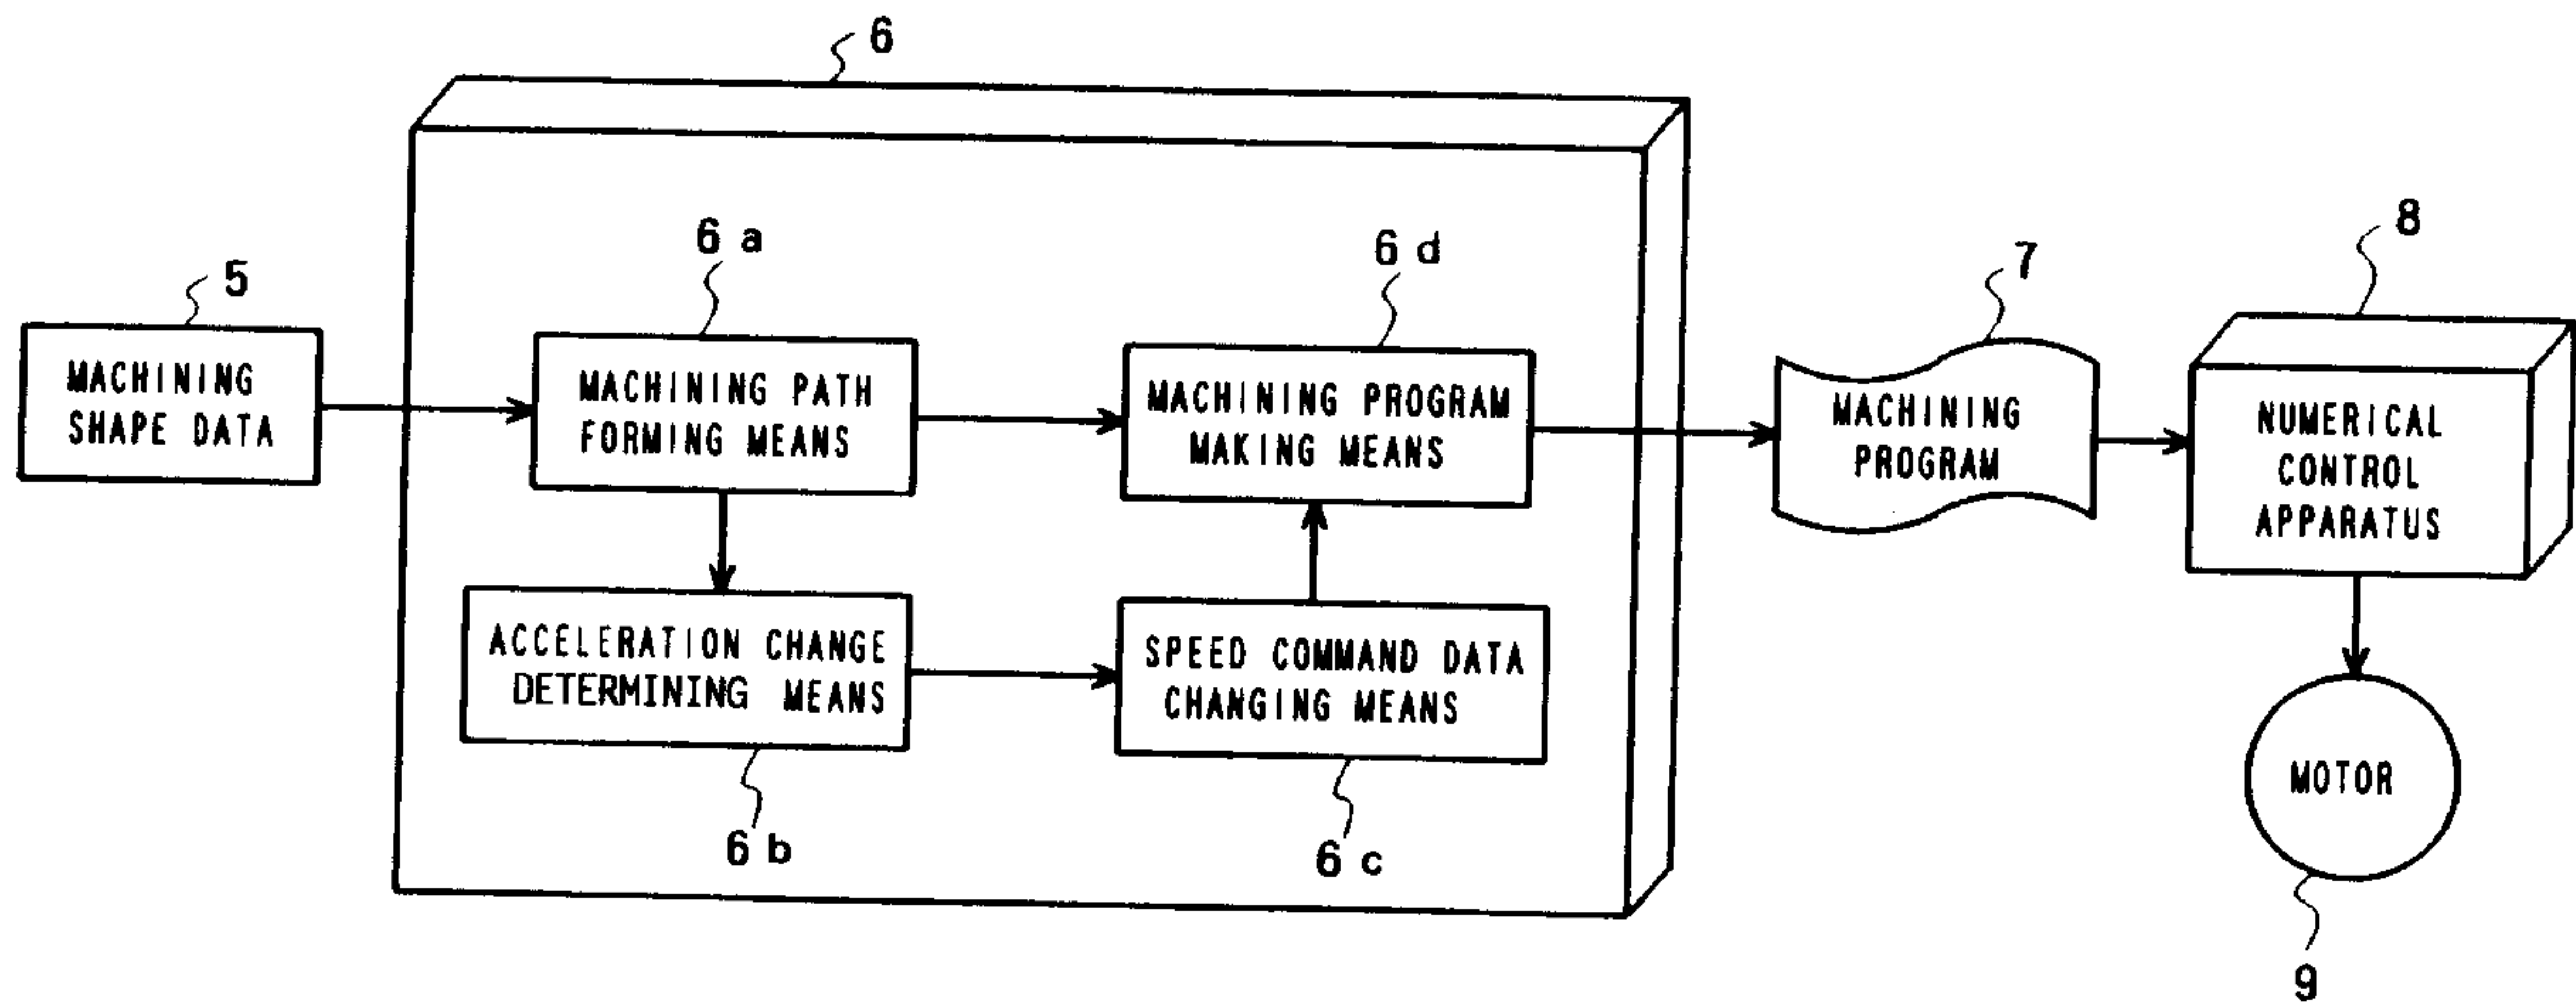 6
6 a
6 d
8
7
5
MACHINING
SHAPE DATA
MACHINING PATH
FORMING MEANS
MACHINING PROGRAM
MAKING MEANS
MACHINING
PROGRAM
NUMERICAL
CONTROL
APPARATUS
ACCELERATION CHANGE
DETERMINING MEANS
SPEED COMMAND DATA
CHANGING MEANS
MOTOR
6 b
6 c
9